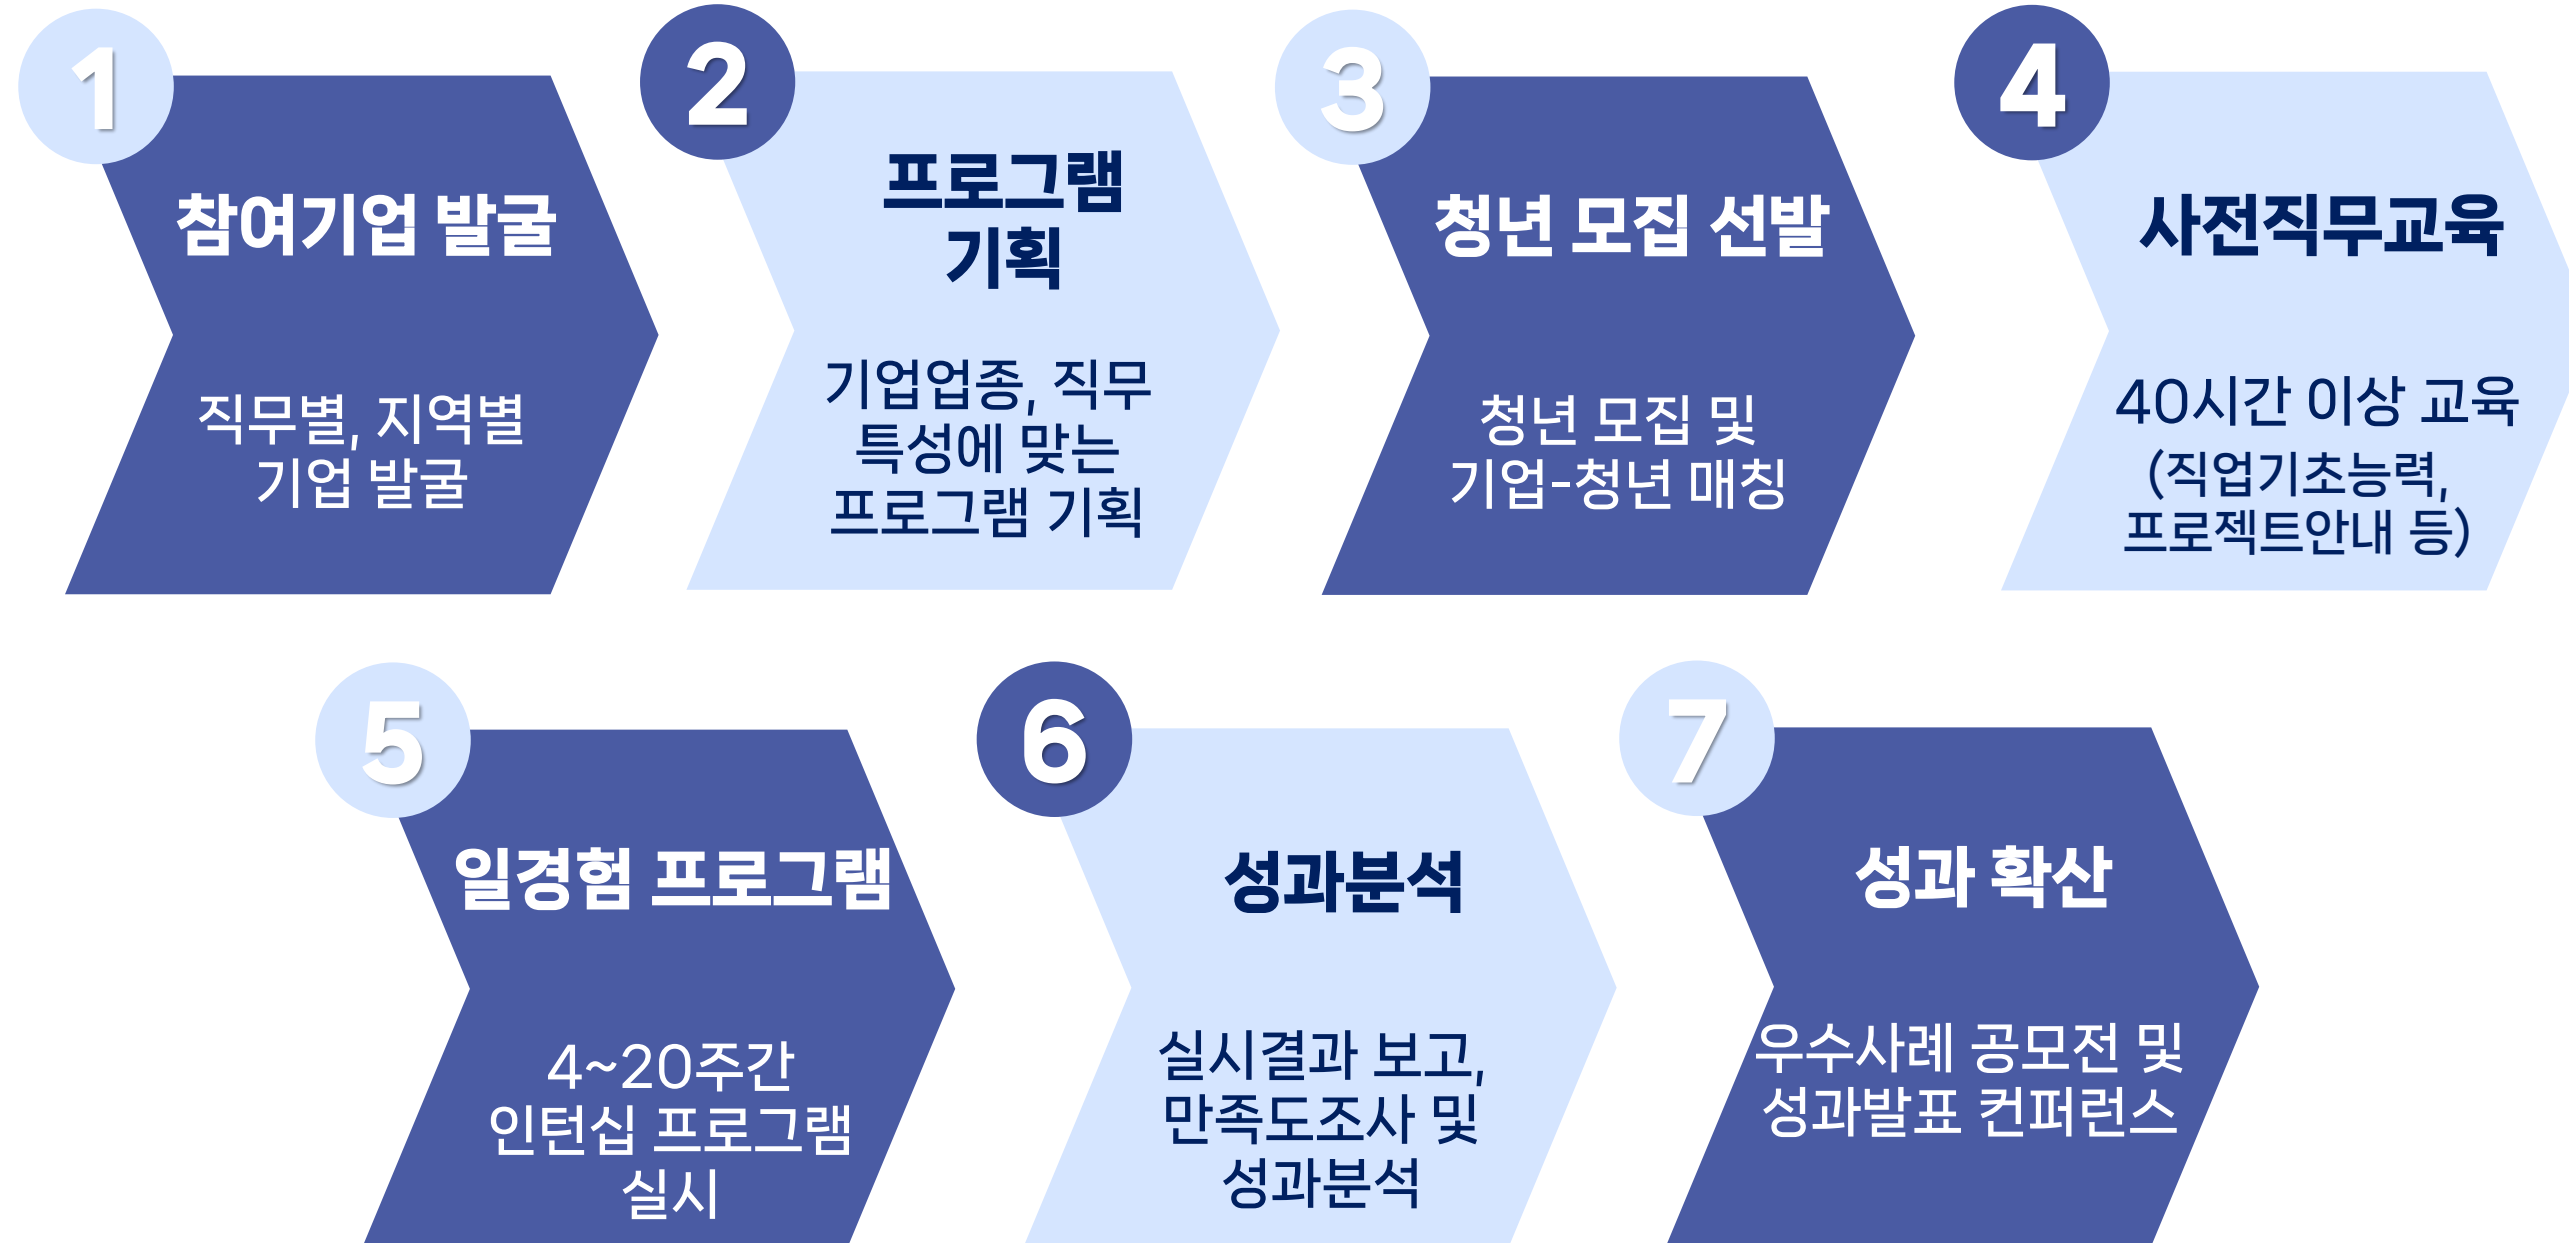 1
참여기업 발굴
직무별, 지역별
기업 발굴
2
프로그램
기획
기업업종, 직무
특성에 맞는
프로그램 기획
3
청년 모집 선발
청년 모집 및
기업-청년 매칭
4
사전직무교육
40시간 이상 교육
(직업기초능력,
프로젝트안내 등)
5
일경험 프로그램
4~20주간
인턴십 프로그램
실시
6
성과분석
실시결과 보고,
만족도조사 및
성과분석
7
성과 확산
우수사례 공모전 및
성과발표 컨퍼런스